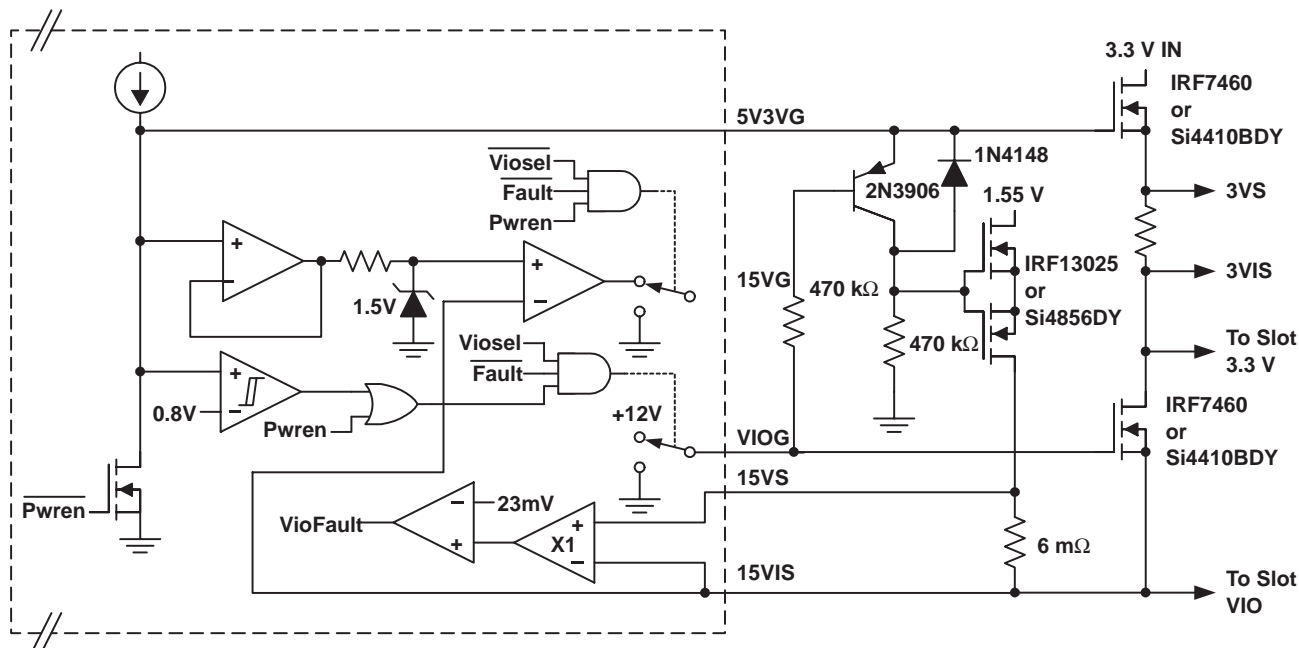 3.3 V IN
IRF7460
or
Si4410BDY
5V3VG
Viosel
Fault
Pwren
1N4148
2N3906
1.55 V
3VS
+
−
1.5V
+
−
15VG
470 kΩ
IRF13025
or
Si4856DY
3VIS
Viosel
Fault
470 kΩ
To Slot
3.3 V
+
−
0.8V
Pwren
+12V
VIOG
IRF7460
or
Si4410BDY
Pwren
15VS
VioFault
−
23mV
+
X1
+
−
6 mΩ
15VIS
To Slot
VIO